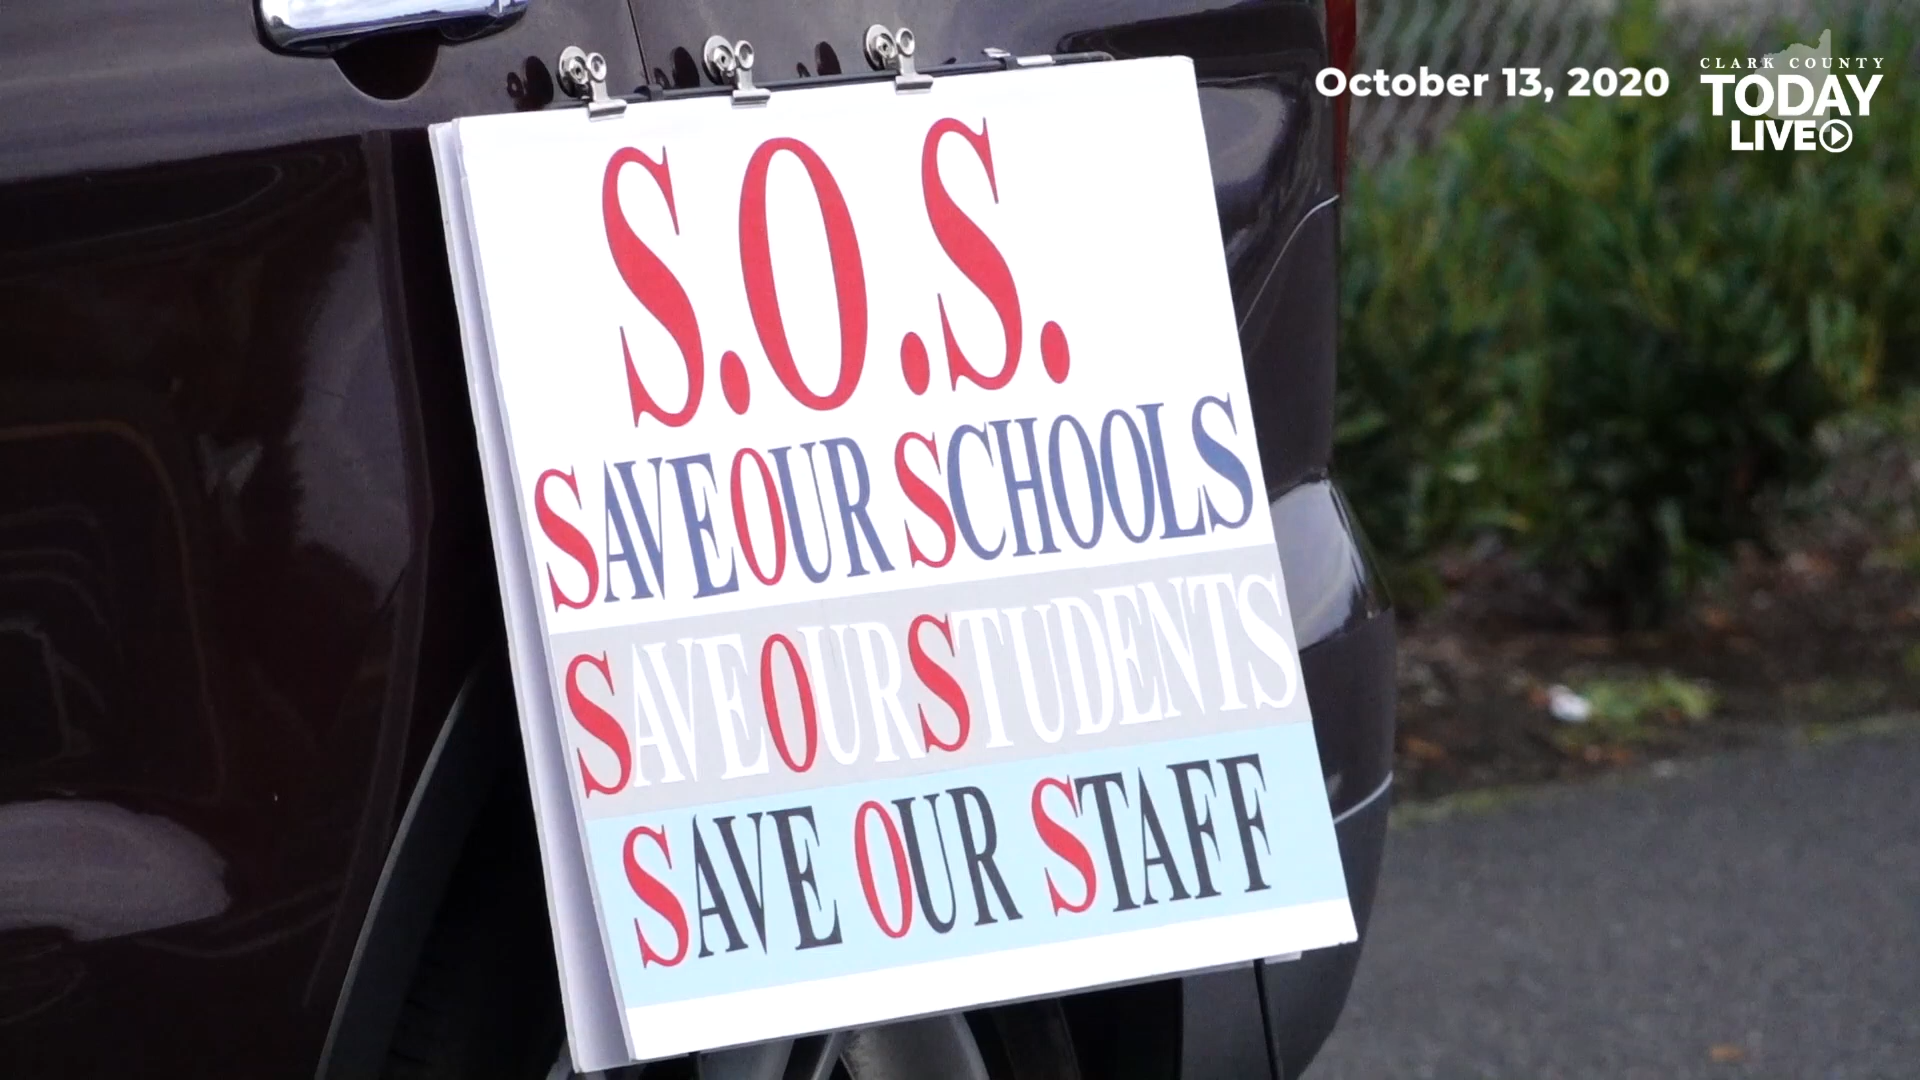 October 13, 2020
CLARK COUNTY
TODAY
LIVE
S.O.S.
SAVE OUR SCHOOLS
SAVE OUR STUDENTS
SAVE OUR STAFF